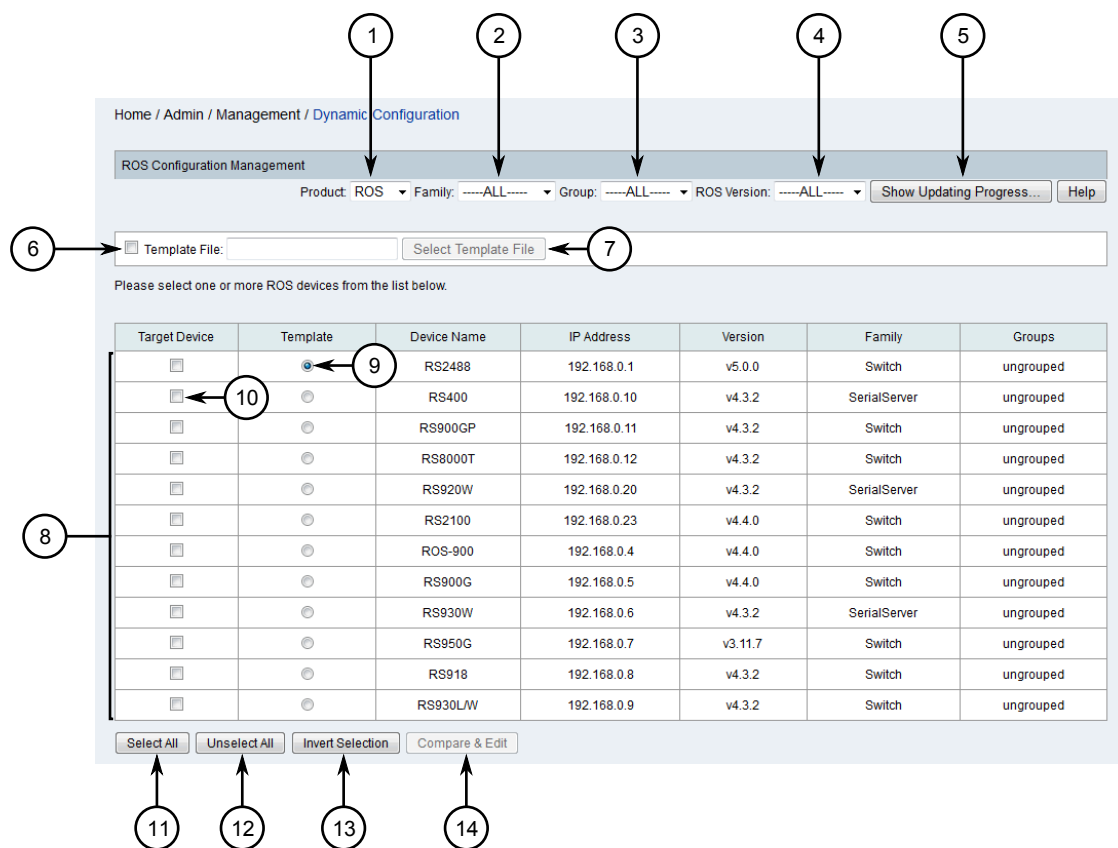 1 2 3 4 5
Home / Admin / Management / Dynamic Configuration
ROS Configuration Management
Product: ROS Family: -----ALL----- Group: -----ALL----- ROS Version: -----ALL----- Show Updating Progress... Help
6 Template File: Select Template File 7
Please select one or more ROS devices from the list below.
Target Device Template Device Name IP Address Version Family Groups
9 RS2488 192.168.0.1 v5.0.0 Switch ungrouped
10 RS400 192.168.0.10 v4.3.2 SerialServer ungrouped
RS900GP 192.168.0.11 v4.3.2 Switch ungrouped
RS8000T 192.168.0.12 v4.3.2 Switch ungrouped
RS920W 192.168.0.20 v4.3.2 SerialServer ungrouped
RS2100 192.168.0.23 v4.4.0 Switch ungrouped
8
ROS-900 192.168.0.4 v4.4.0 Switch ungrouped
RS900G 192.168.0.5 v4.4.0 Switch ungrouped
RS930W 192.168.0.6 v4.3.2 SerialServer ungrouped
RS950G 192.168.0.7 v3.11.7 Switch ungrouped
RS918 192.168.0.8 v4.3.2 Switch ungrouped
RS930L/W 192.168.0.9 v4.3.2 Switch ungrouped
Select All Unselect All Invert Selection Compare & Edit
11 12 13 14